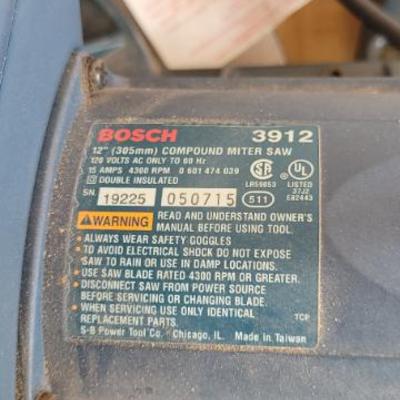 BOSCH 3912
12" (305mm) COMPOUND MITER SAW
120 VOLTS AC ONLY TO 60 Hz
15 AMPS 4300 RPM 0 601 474 039
DOUBLE INSULATED
LR59853 LISTED
37J2
E82443
SN. 19225 050715 511
WARNING READ AND UNDERSTAND OWNER'S
MANUAL BEFORE USING TOOL.
• ALWAYS WEAR SAFETY GOGGLES
• TO AVOID ELECTRICAL SHOCK DO NOT EXPOSE
SAW TO RAIN OR USE IN DAMP LOCATIONS.
• USE SAW BLADE RATED 4300 RPM OR GREATER.
• DISCONNECT SAW FROM POWER SOURCE
BEFORE SERVICING OR CHANGING BLADE.
• WHEN SERVICING USE ONLY IDENTICAL
REPLACEMENT PARTS. TCP
S-B Power Tool Co. - Chicago, IL. Made in Taiwan